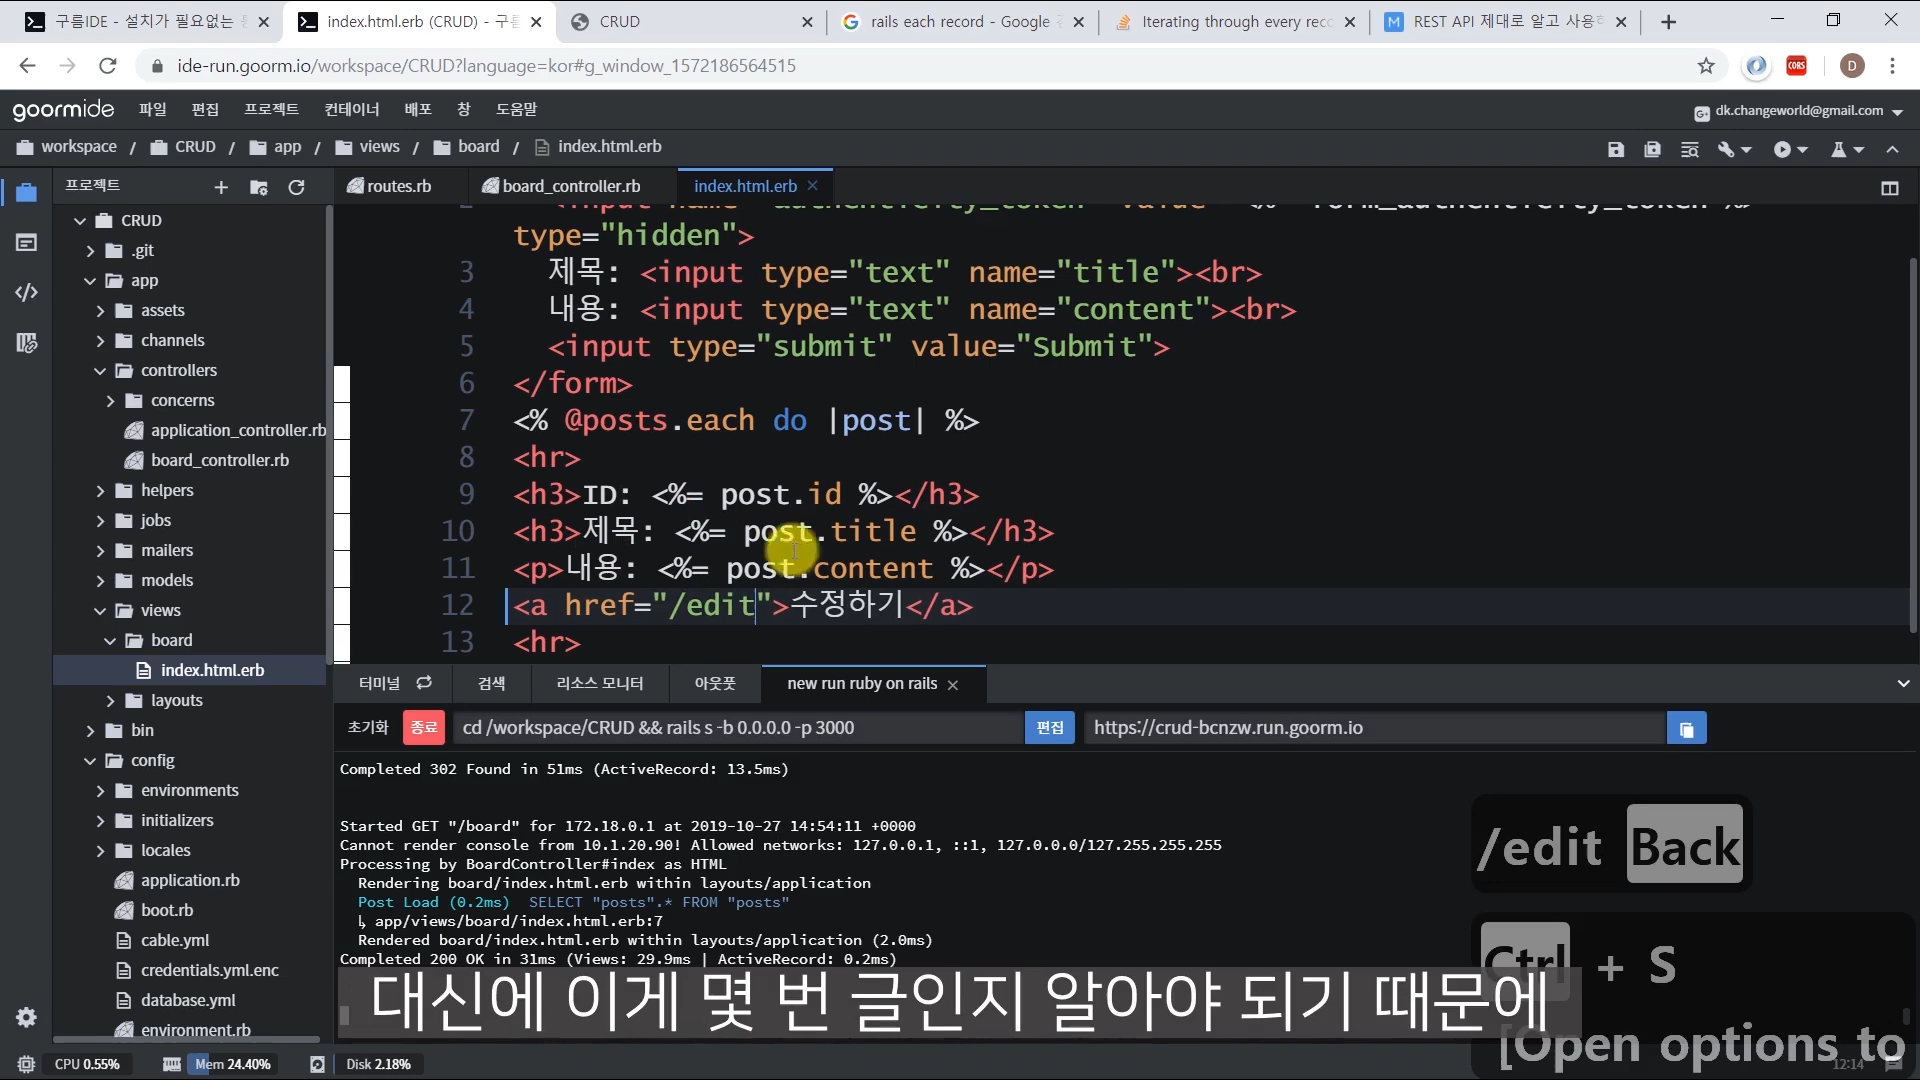 구름IDE - 설치가 필요없는
index.html.erb (CRUD) - 구
CRUD
rails each record - Google
Iterating through every reco
REST API 제대로 알고 사용
ide-run.goorm.io/workspace/CRUD?language=kor#g_window_1572186564515
CORS
D
goormide
파일
편집
프로젝트
컨테이너
배포
창
도움말
dk.changeworld@gmail.com
workspace / CRUD / app / views / board / index.html.erb
프로젝트
routes.rb
board_controller.rb
index.html.erb
CRUD
.git
app
assets
channels
controllers
concerns
application_controller.rb
board_controller.rb
helpers
jobs
mailers
models
views
board
index.html.erb
layouts
bin
config
environments
initializers
locales
application.rb
boot.rb
cable.yml
credentials.yml.enc
database.yml
environment.rb
type="hidden">
3 제목: <input type="text" name="title"><br>
4 내용: <input type="text" name="content"><br>
5 <input type="submit" value="Submit">
6 </form>
7 <% @posts.each do |post| %>
8 <hr>
9 <h3>ID: <%= post.id %></h3>
10 <h3>제목: <%= post.title %></h3>
11 <p>내용: <%= post.content %></p>
12 <a href="/edit">수정하기</a>
13 <hr>
터미널
검색
리소스 모니터
아웃풋
new run ruby on rails
초기화
종료
cd /workspace/CRUD && rails s -b 0.0.0.0 -p 3000
편집
https://crud-bcnzw.run.goorm.io
Completed 302 Found in 51ms (ActiveRecord: 13.5ms)
Started GET "/board" for 172.18.0.1 at 2019-10-27 14:54:11 +0000
Cannot render console from 10.1.20.90! Allowed networks: 127.0.0.1, ::1, 127.0.0.0/127.255.255.255
Processing by BoardController#index as HTML
Rendering board/index.html.erb within layouts/application
Post Load (0.2ms) SELECT "posts".* FROM "posts"
↳ app/views/board/index.html.erb:7
Rendered board/index.html.erb within layouts/application (2.0ms)
Completed 200 OK in 31ms (Views: 29.9ms | ActiveRecord: 0.2ms)
/edit Back
Ctrl + S
대신에 이게 몇 번 글인지 알아야 되기 때문에
[Open options to
CPU 0.55%
Mem 24.40%
Disk 2.18%
12:14